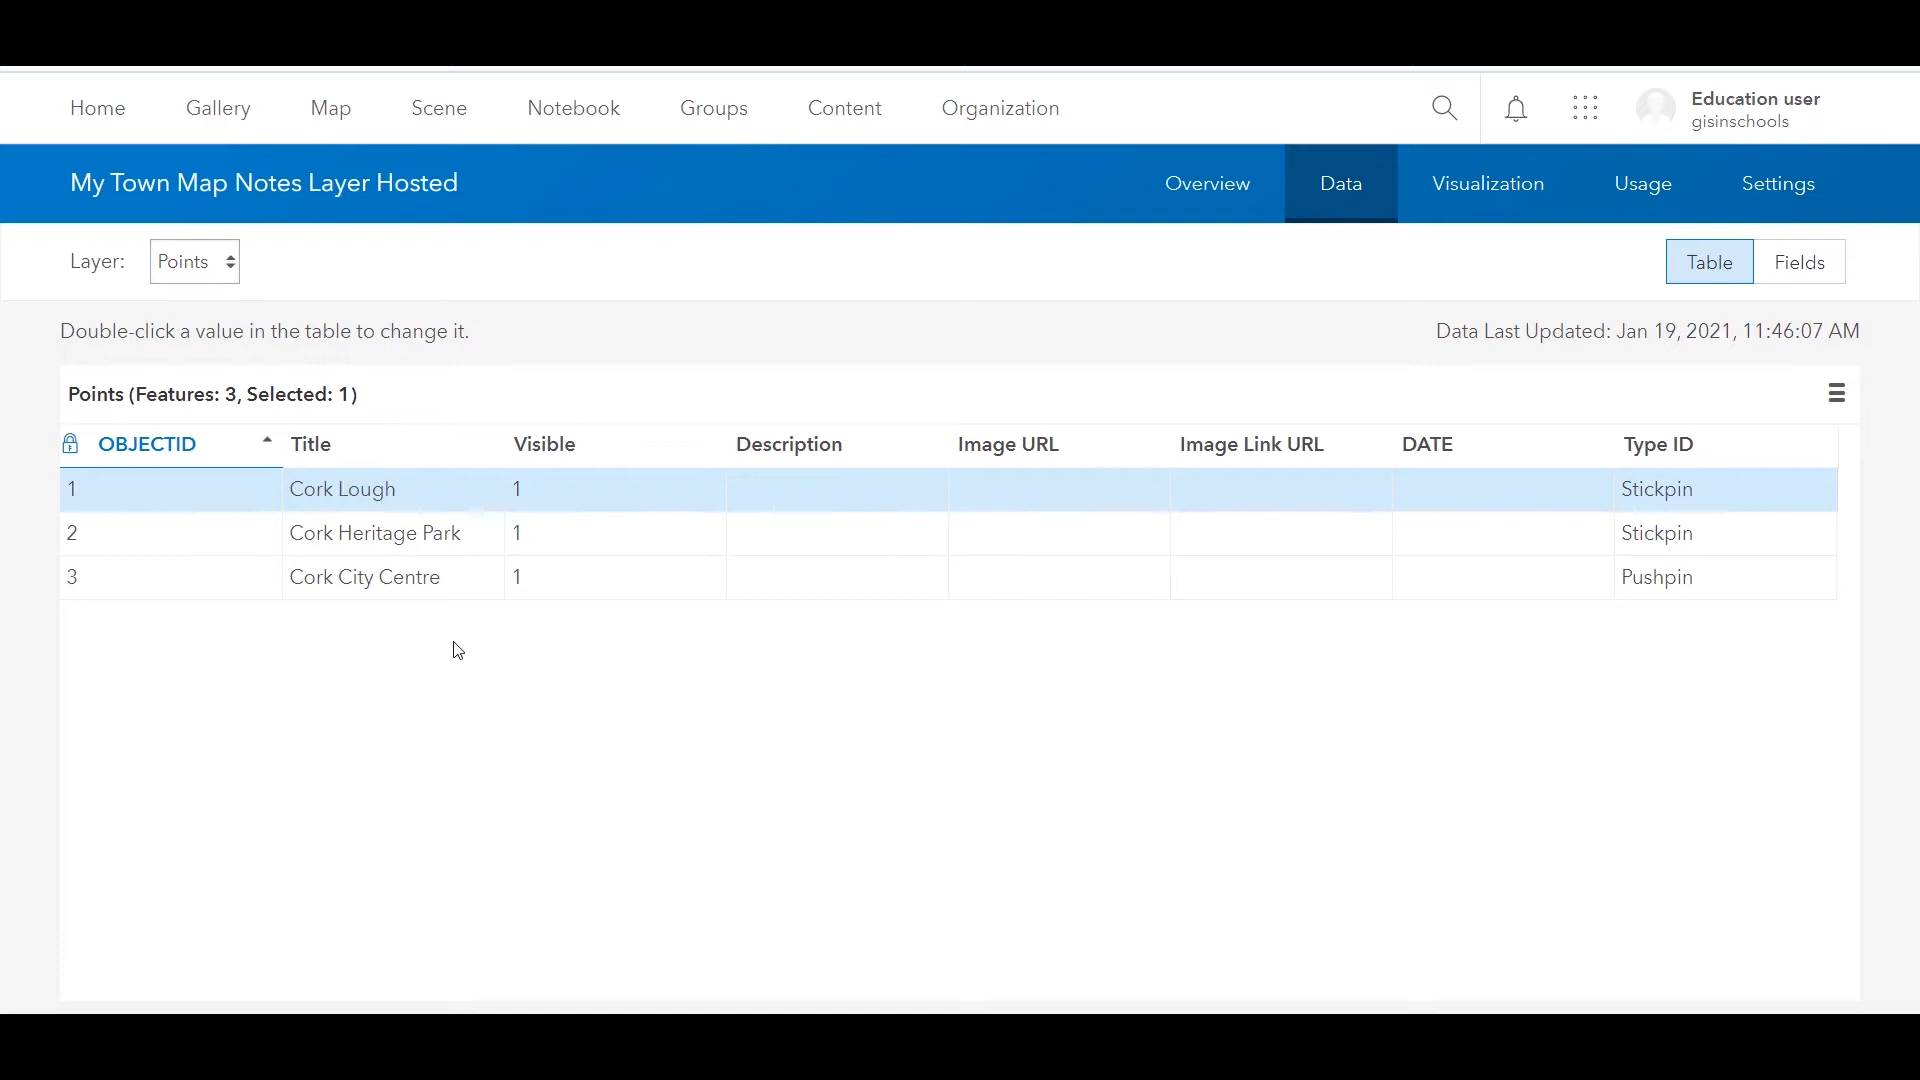 Home Gallery Map Scene Notebook Groups Content Organization Education user
gisinschools
My Town Map Notes Layer Hosted Overview Data Visualization Usage Settings
Layer: Points Table Fields
Double-click a value in the table to change it. Data Last Updated: Jan 19, 2021, 11:46:07 AM
Points (Features: 3, Selected: 1)
OBJECTID Title Visible Description Image URL Image Link URL DATE Type ID
1 Cork Lough 1 Stickpin
2 Cork Heritage Park 1 Stickpin
3 Cork City Centre 1 Pushpin